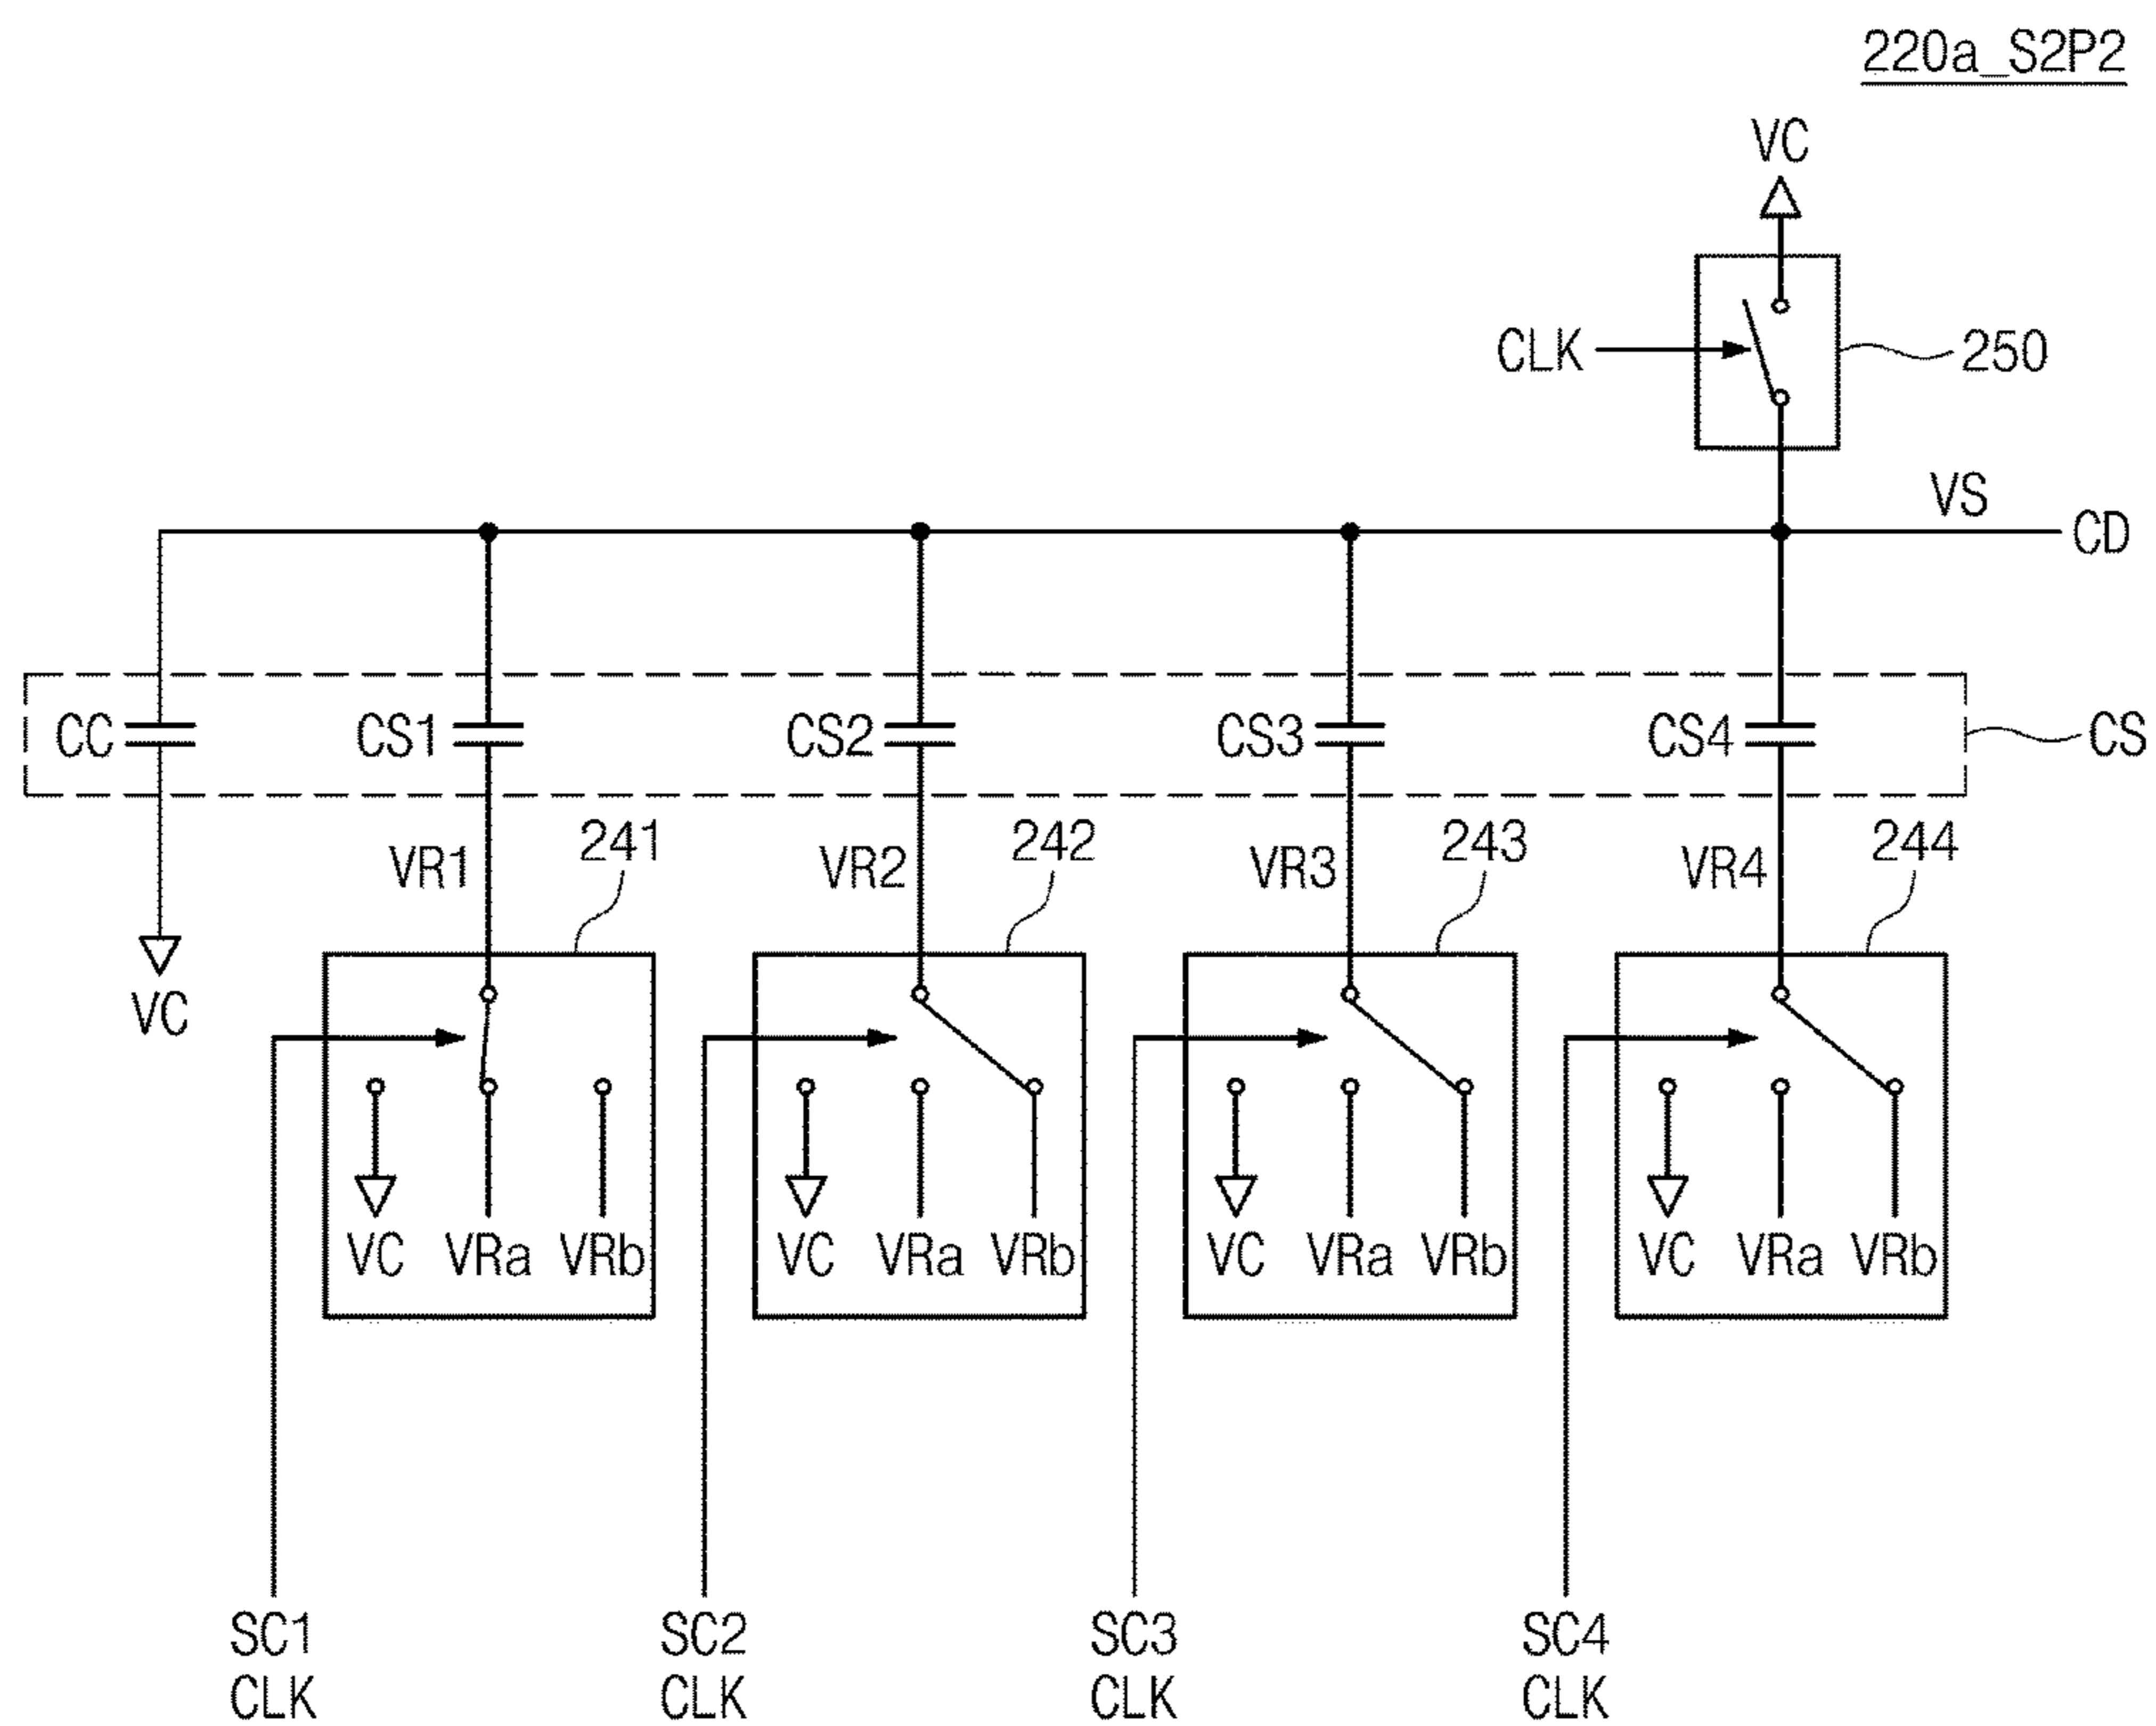 220a_S2P2
VC
CLK
250
VS
CD
CC
CS1
CS2
CS3
CS4
CS
VR1
241
VR2
242
VR3
243
VR4
244
VC
VC
VRa
VRb
VC
VRa
VRb
VC
VRa
VRb
VC
VRa
VRb
SC1
CLK
SC2
CLK
SC3
CLK
SC4
CLK